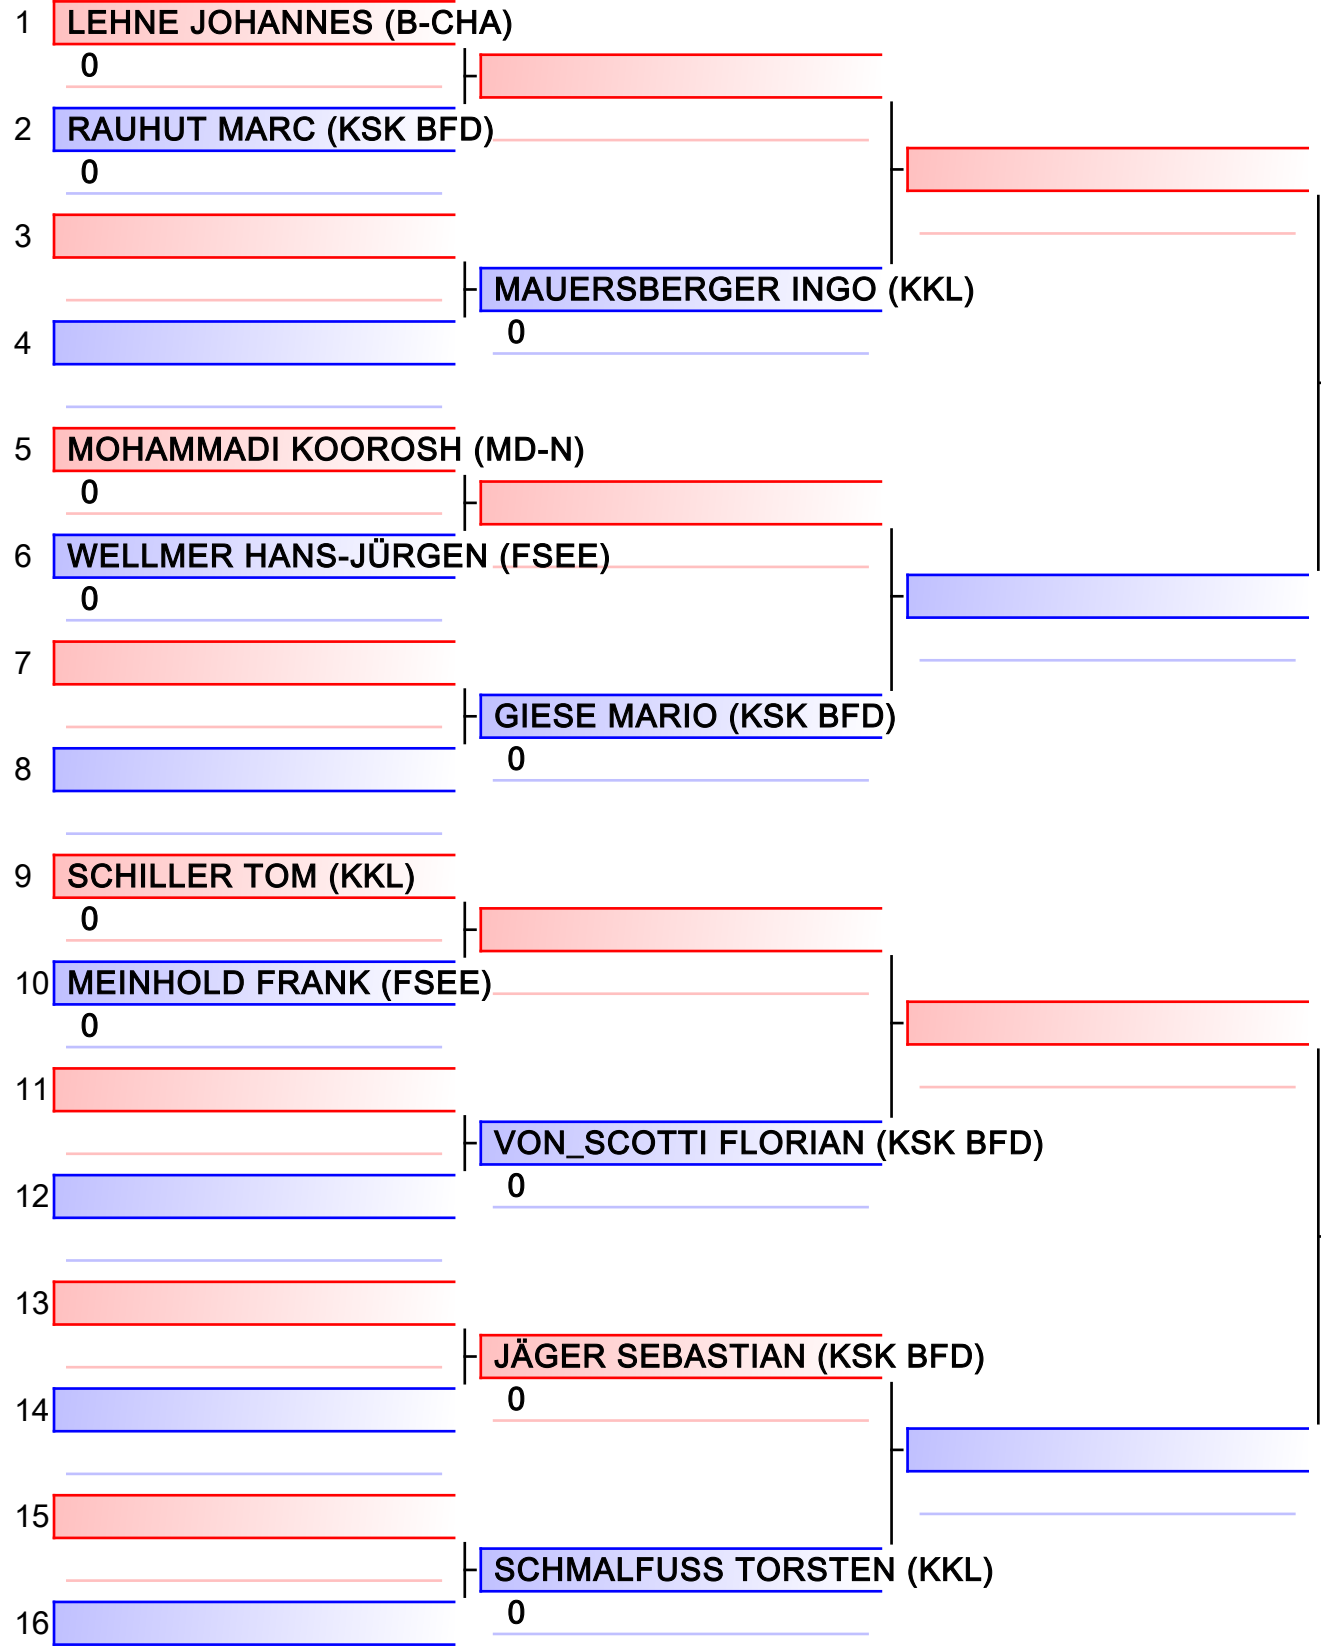 1 LEHNE JOHANNES (B-CHA)
0
2 RAUHUT MARC (KSK BFD)
0
3
MAUERSBERGER INGO (KKL)
0
4
5 MOHAMMADI KOOROSH (MD-N)
0
6 WELLMER HANS-JÜRGEN (FSEE)
0
7
GIESE MARIO (KSK BFD)
0
8
9 SCHILLER TOM (KKL)
0
10 MEINHOLD FRANK (FSEE)
0
11
VON_SCOTTI FLORIAN (KSK BFD)
0
12
13
JÄGER SEBASTIAN (KSK BFD)
0
14
15
SCHMALFUSS TORSTEN (KKL)
0
16